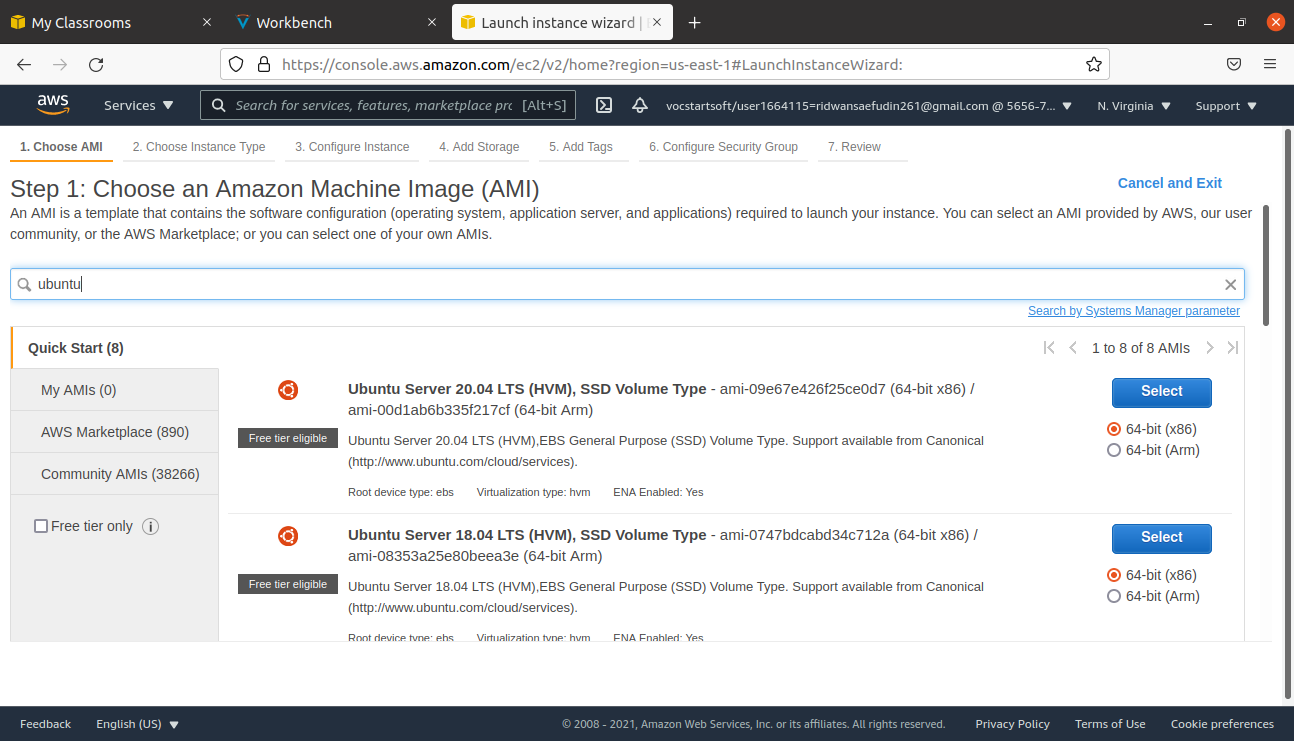 My Classrooms
Workbench
Launch instance wizard |
https://console.aws.amazon.com/ec2/v2/home?region=us-east-1#LaunchInstanceWizard:
aws Services Search for services, features, marketplace prc [Alt+S] vocstartsoft/user1664115=ridwansaefudin261@gmail.com @ 5656-7... N. Virginia Support
1. Choose AMI 2. Choose Instance Type 3. Configure Instance 4. Add Storage 5. Add Tags 6. Configure Security Group 7. Review
Step 1: Choose an Amazon Machine Image (AMI)
Cancel and Exit
An AMI is a template that contains the software configuration (operating system, application server, and applications) required to launch your instance. You can select an AMI provided by AWS, our user
community, or the AWS Marketplace; or you can select one of your own AMIs.
ubuntu
Search by Systems Manager parameter
Quick Start (8)
1 to 8 of 8 AMIs
My AMIs (0)
AWS Marketplace (890)
Community AMIs (38266)
Free tier only
Ubuntu Server 20.04 LTS (HVM), SSD Volume Type - ami-09e67e426f25ce0d7 (64-bit x86) /
ami-00d1ab6b335f217cf (64-bit Arm)
Free tier eligible
Ubuntu Server 20.04 LTS (HVM),EBS General Purpose (SSD) Volume Type. Support available from Canonical
(http://www.ubuntu.com/cloud/services).
Root device type: ebs Virtualization type: hvm ENA Enabled: Yes
Select
64-bit (x86)
64-bit (Arm)
Ubuntu Server 18.04 LTS (HVM), SSD Volume Type - ami-0747bdcabd34c712a (64-bit x86) /
ami-08353a25e80beea3e (64-bit Arm)
Free tier eligible
Ubuntu Server 18.04 LTS (HVM),EBS General Purpose (SSD) Volume Type. Support available from Canonical
(http://www.ubuntu.com/cloud/services).
Root device type: ebs Virtualization type: hvm ENA Enabled: Yes
Select
64-bit (x86)
64-bit (Arm)
Feedback English (US) © 2008 - 2021, Amazon Web Services, Inc. or its affiliates. All rights reserved. Privacy Policy Terms of Use Cookie preferences